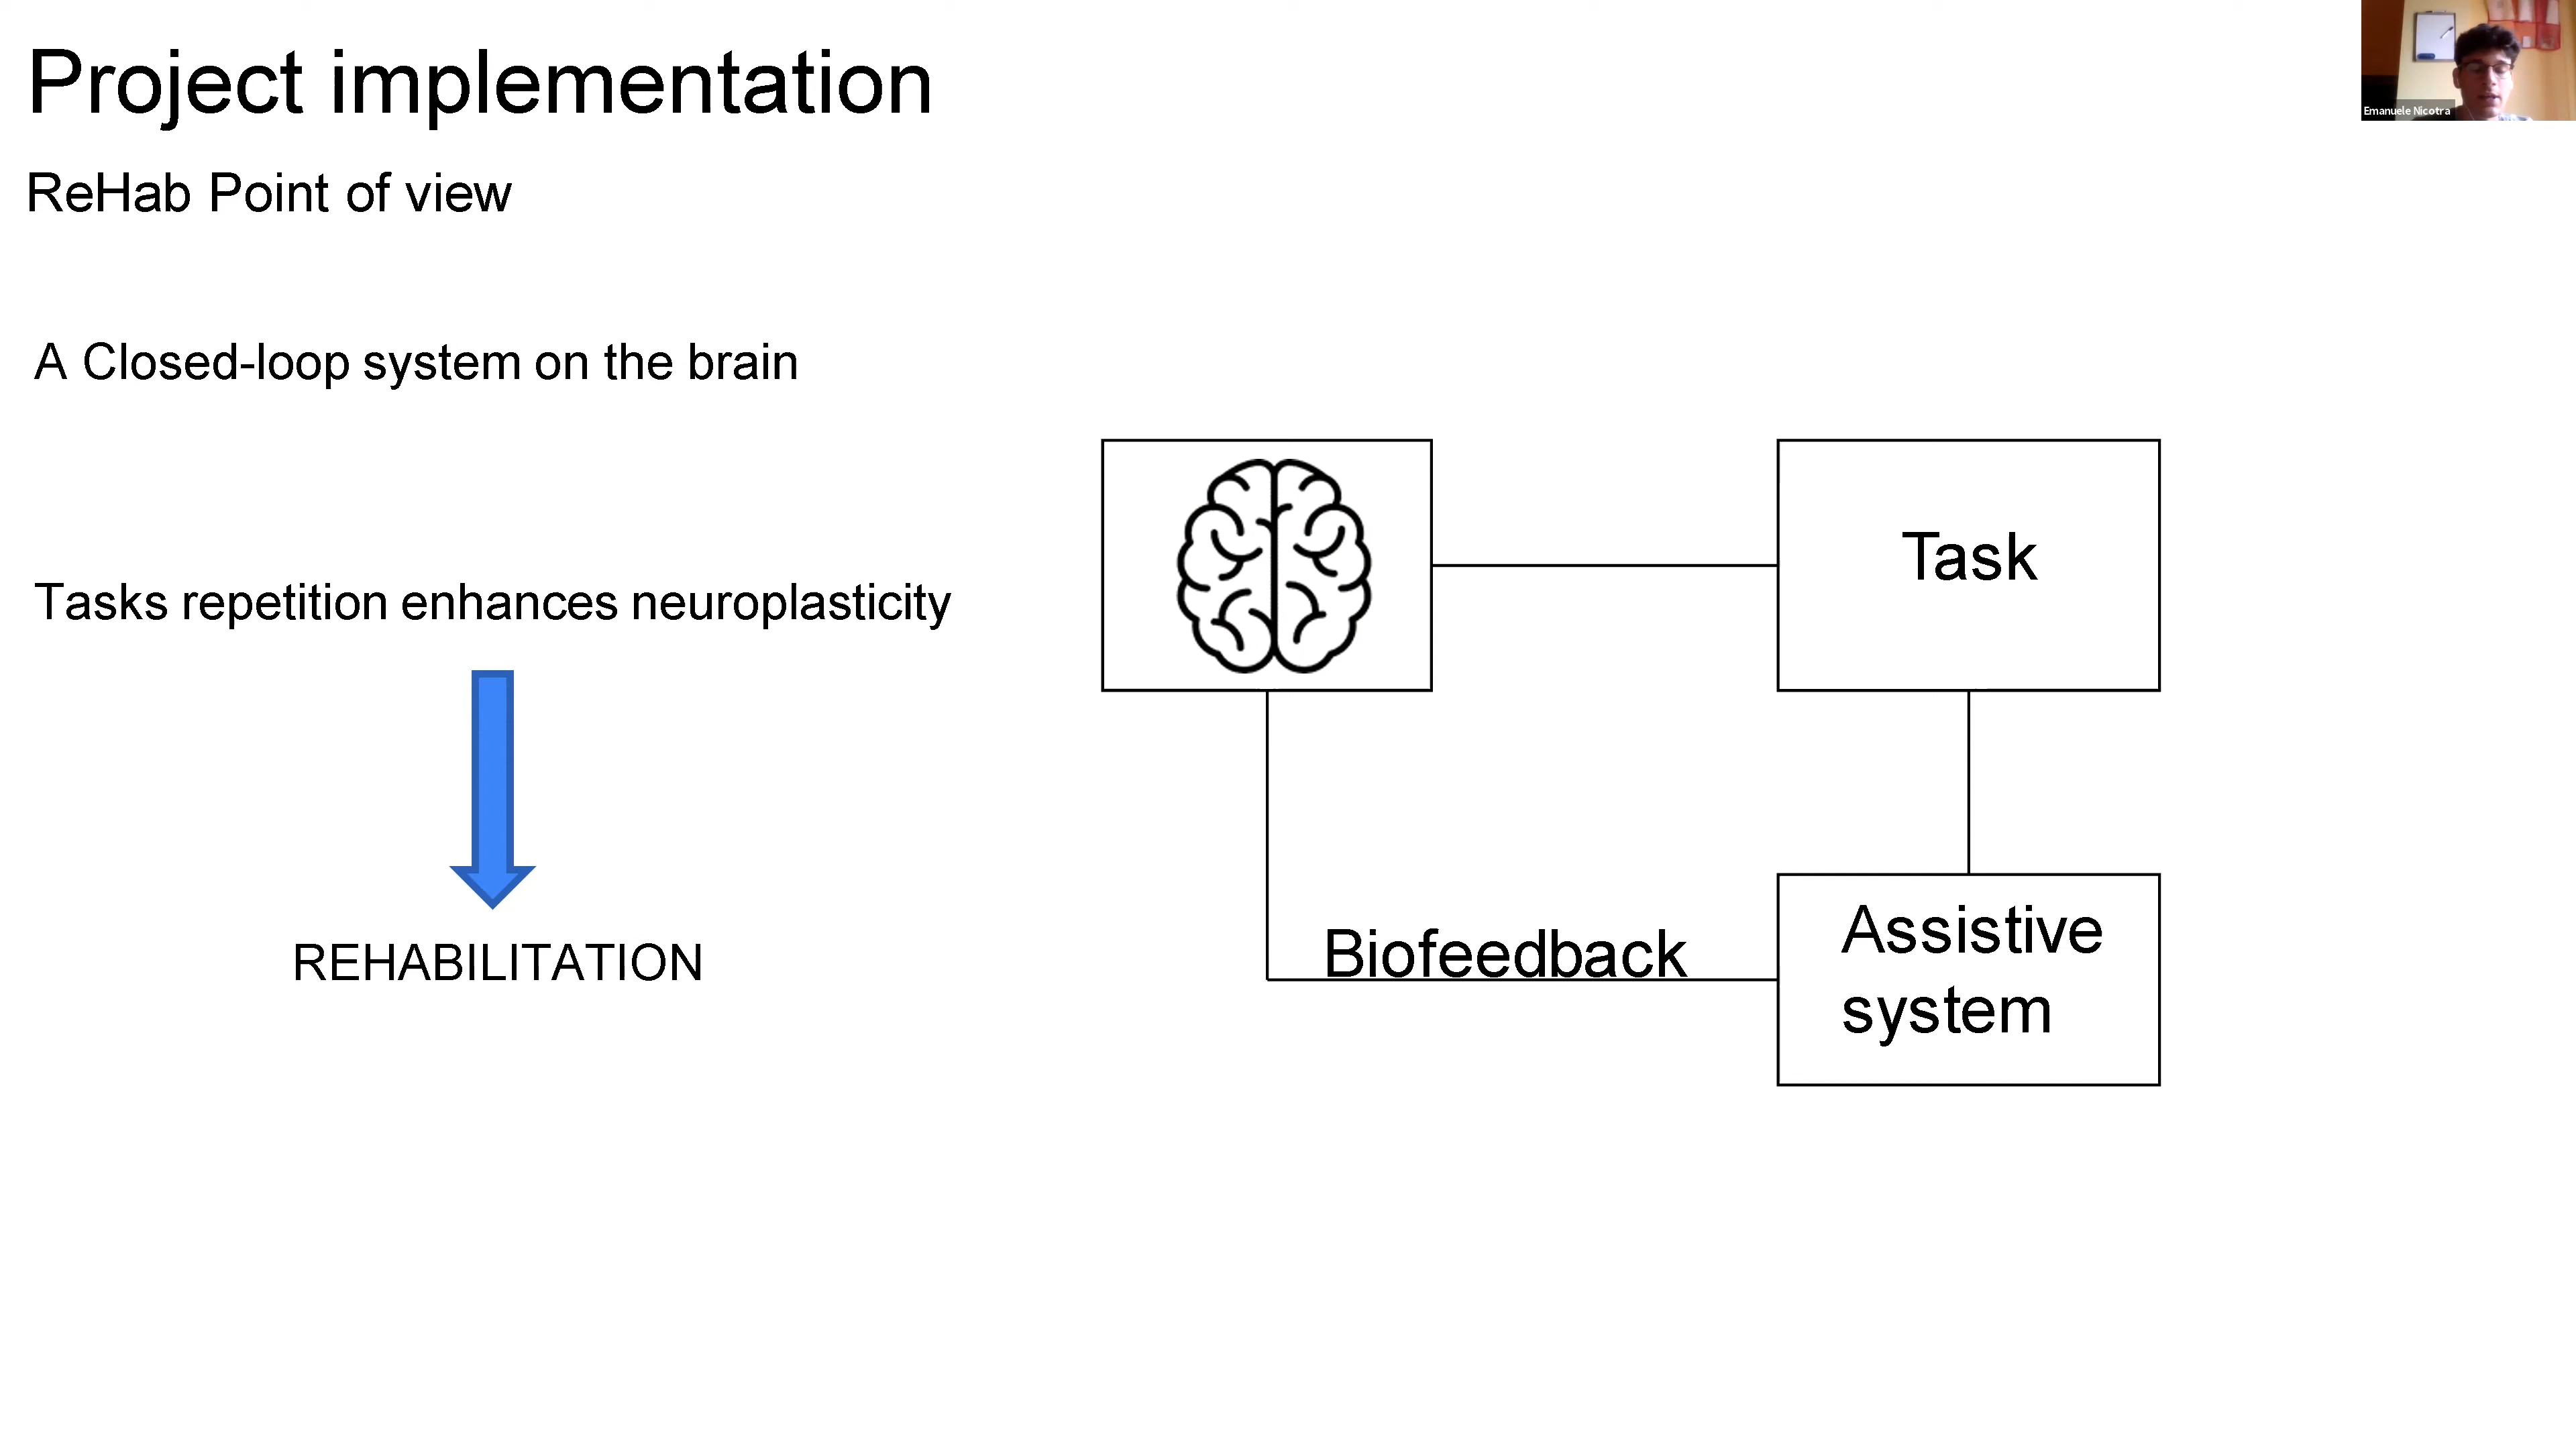 Project implementation
ReHab Point of view
A Closed-loop system on the brain
Tasks repetition enhances neuroplasticity
REHABILITATION
Task
Biofeedback
Assistive
system
Emanuele Nicotra